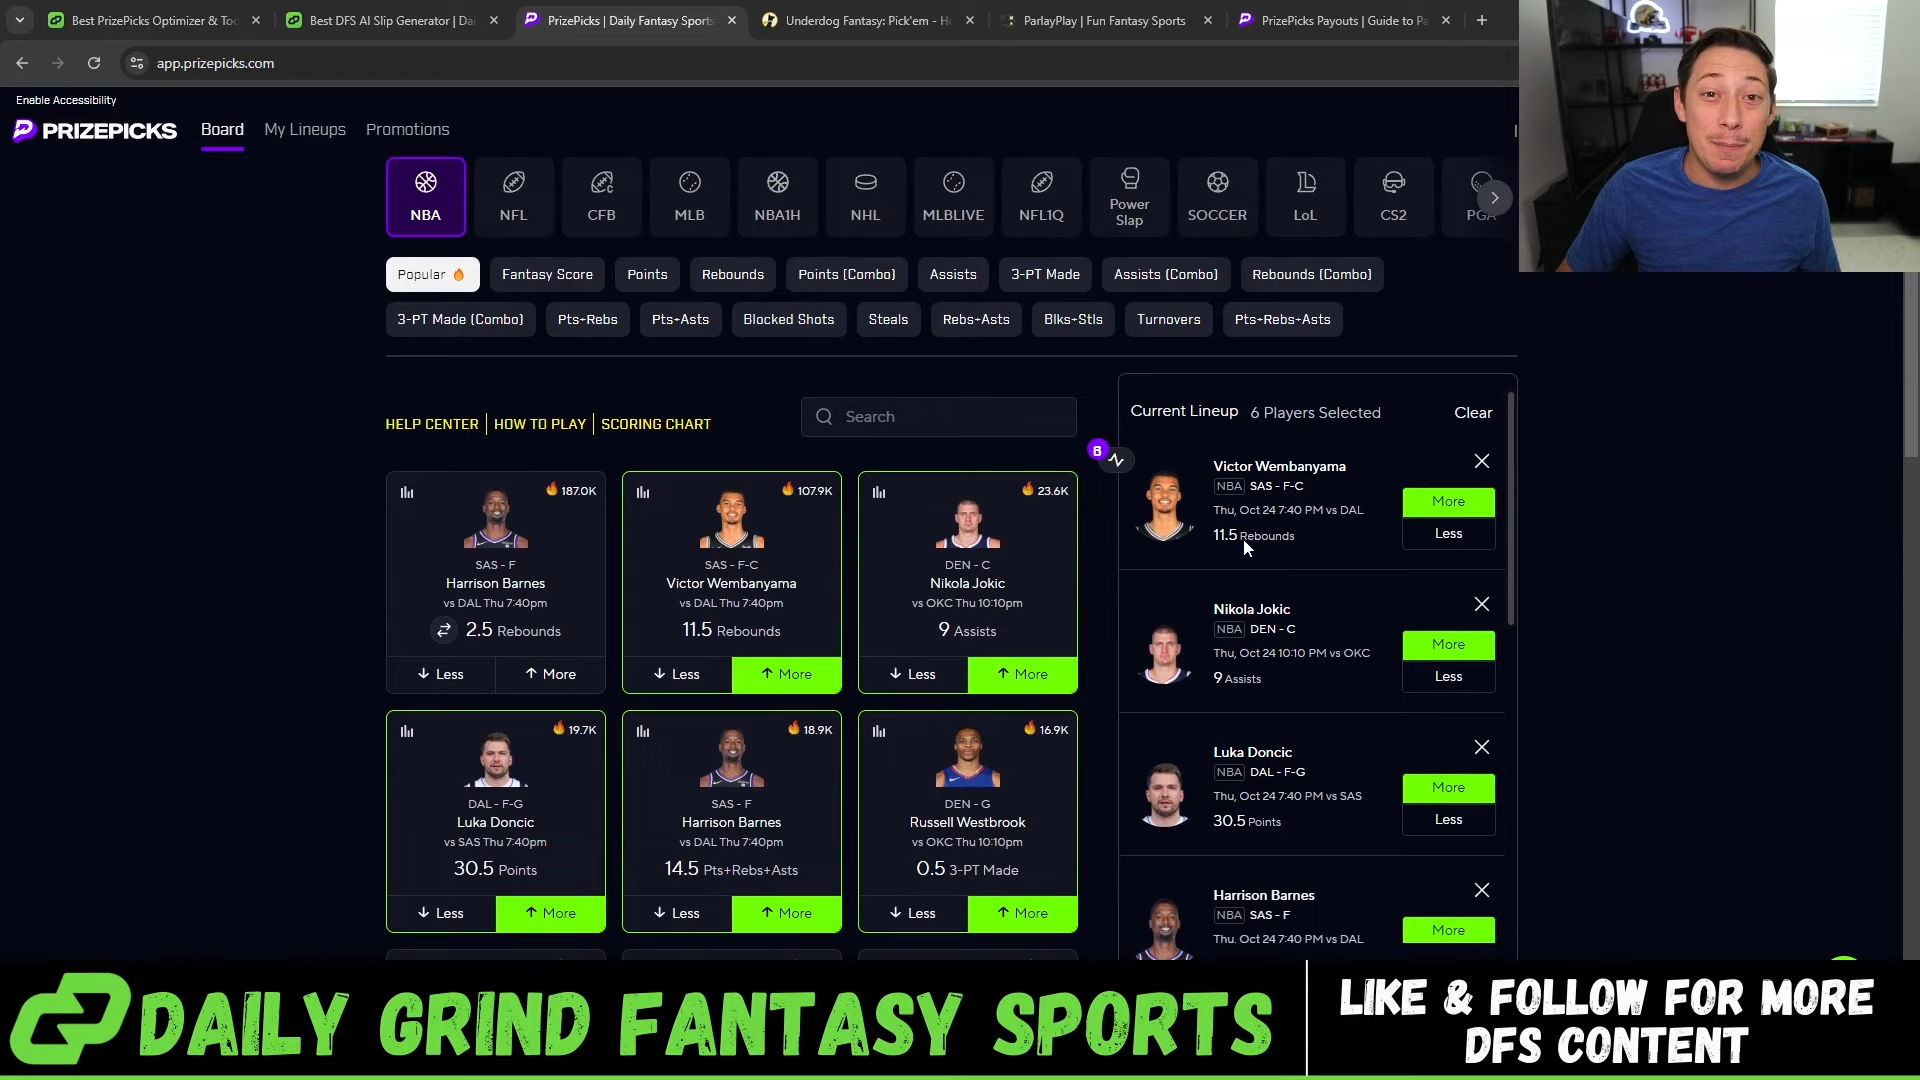 Best PrizePicks Optimizer & Too
Best DFS AI Slip Generator | Dai
PrizePicks | Daily Fantasy Sports
Underdog Fantasy: Pick'em - Ho
ParlayPlay | Fun Fantasy Sports
PrizePicks Payouts | Guide to Pa
app.prizepicks.com
Enable Accessibility
PRIZEPICKS
Board
My Lineups
Promotions
NBA
NFL
CFB
MLB
NBA1H
NHL
MLBLIVE
NFL1Q
Power
Slap
SOCCER
LoL
CS2
PGA
Popular
Fantasy Score
Points
Rebounds
Points (Combo)
Assists
3-PT Made
Assists (Combo)
Rebounds (Combo)
3-PT Made (Combo)
Pts+Rebs
Pts+Asts
Blocked Shots
Steals
Rebs+Asts
Blks+Stls
Turnovers
Pts+Rebs+Asts
HELP CENTER
HOW TO PLAY
SCORING CHART
Search
187.0K
SAS - F
Harrison Barnes
vs DAL Thu 7:40pm
2.5 Rebounds
Less
More
107.9K
SAS - F-C
Victor Wembanyama
vs DAL Thu 7:40pm
11.5 Rebounds
Less
More
23.6K
DEN - C
Nikola Jokic
vs OKC Thu 10:10pm
9 Assists
Less
More
19.7K
DAL - F-G
Luka Doncic
vs SAS Thu 7:40pm
30.5 Points
Less
More
18.9K
SAS - F
Harrison Barnes
vs DAL Thu 7:40pm
14.5 Pts+Rebs+Asts
Less
More
16.9K
DEN - G
Russell Westbrook
vs OKC Thu 10:10pm
0.5 3-PT Made
Less
More
Current Lineup
6 Players Selected
Clear
6
Victor Wembanyama
NBA SAS - F-C
Thu, Oct 24 7:40 PM vs DAL
11.5 Rebounds
More
Less
Nikola Jokic
NBA DEN - C
Thu, Oct 24 10:10 PM vs OKC
9 Assists
More
Less
Luka Doncic
NBA DAL - F-G
Thu, Oct 24 7:40 PM vs SAS
30.5 Points
More
Less
Harrison Barnes
NBA SAS - F
Thu, Oct 24 7:40 PM vs DAL
More
DAILY GRIND FANTASY SPORTS
LIKE & FOLLOW FOR MORE
DFS CONTENT